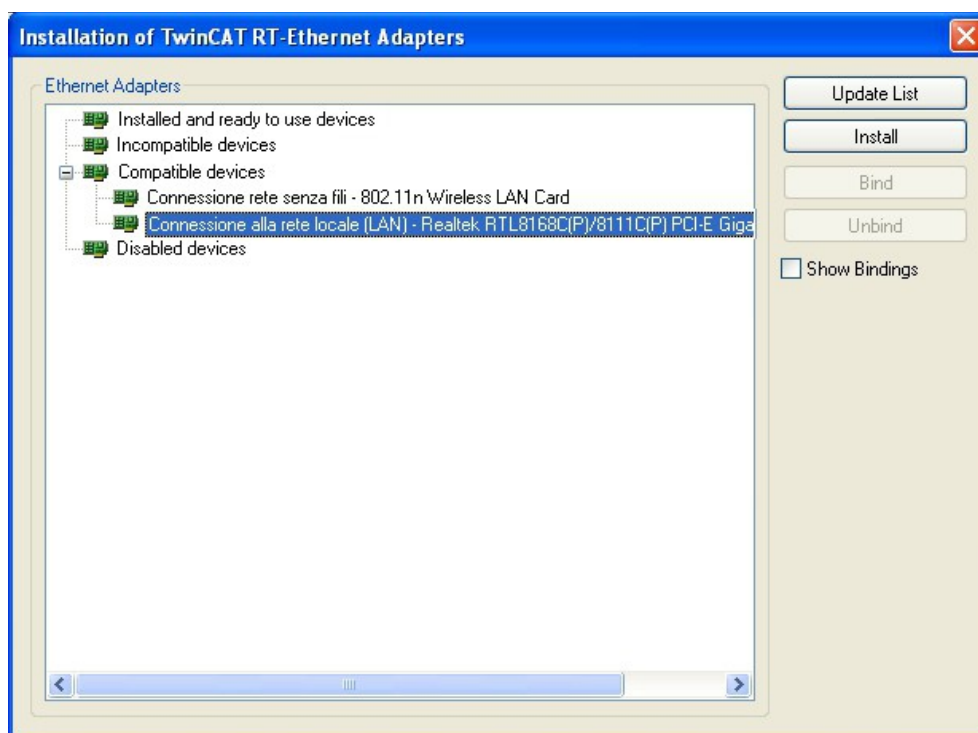 Installation of TwinCAT RT-Ethernet Adapters
Ethernet Adapters
Installed and ready to use devices
Incompatible devices
Compatible devices
Connessione rete senza fili - 802.11n Wireless LAN Card
Connessione alla rete locale (LAN) - Realtek RTL8168C(P)/8111C(P) PCI-E Giga
Disabled devices
Update List
Install
Bind
Unbind
Show Bindings